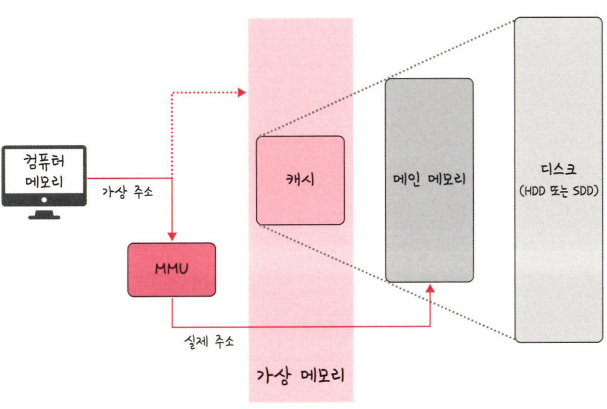 컴퓨터
메모리
가상 주소
MMU
실제 주소
캐시
가상 메모리
메인 메모리
디스크
(HDD 또는 SDD)